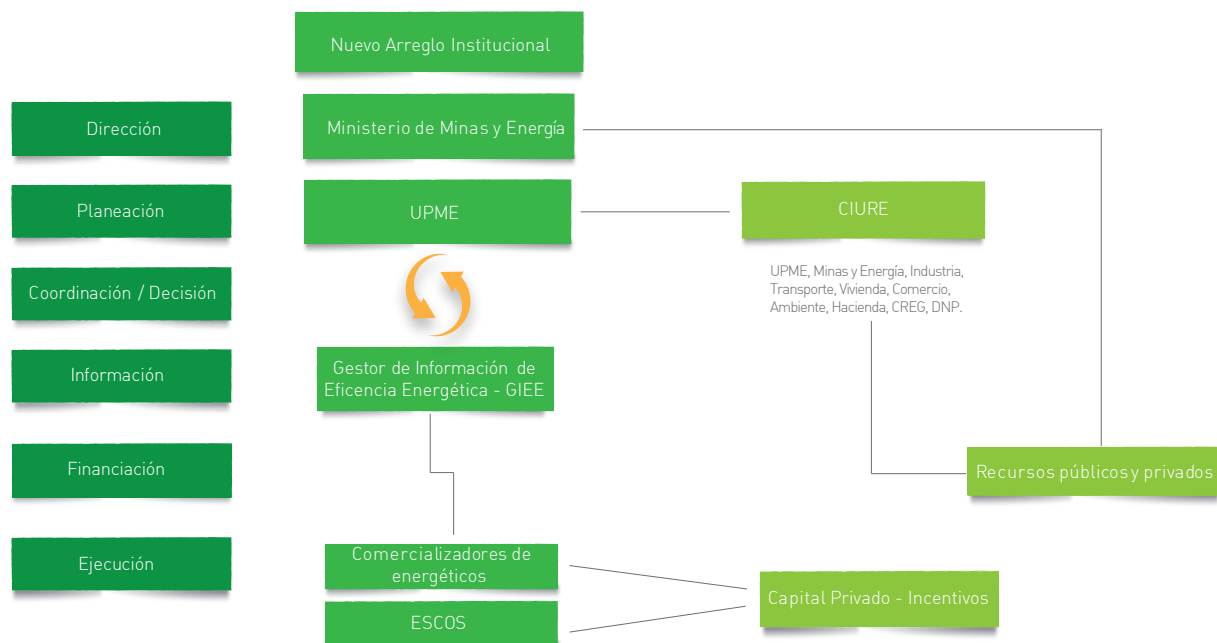 Nuevo Arreglo Institucional
Dirección
Ministerio de Minas y Energía
Planeación
UPME
CIURE
UPME, Minas y Energía, Industria,
Transporte, Vivienda, Comercio,
Ambiente, Hacienda, CREG, DNP.
Coordinación / Decisión
Información
Gestor de Información de
Eficencia Energética - GIEE
Financiación
Recursos públicos y privados
Ejecución
Comercializadores de
energéticos
ESCOS
Capital Privado - Incentivos